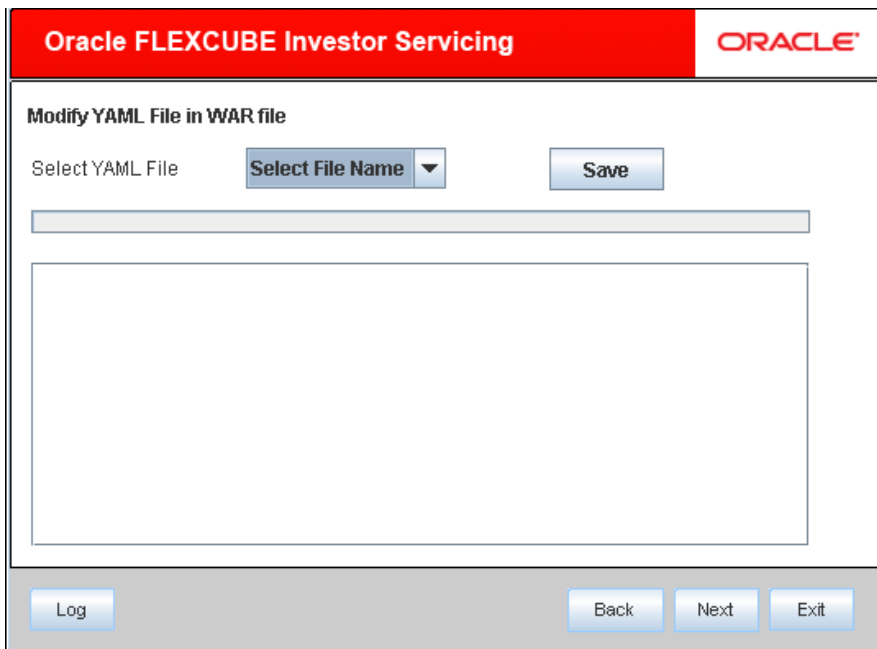 Oracle FLEXCUBE Investor Servicing
ORACLE
Modify YAML File in WAR file
Select YAML File
Select File Name
Save
Log
Back
Next
Exit